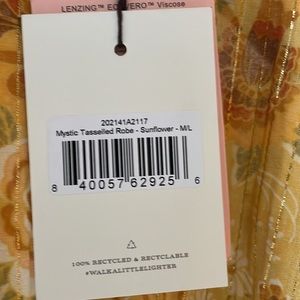 LENZING™ ECOVERO™ Viscose
202141A2117
Mystic Tasselled Robe - Sunflower - M/L
8 40057 62925 6
100% RECYCLED & RECYCLABLE
#WALKALITTLELIGHTER